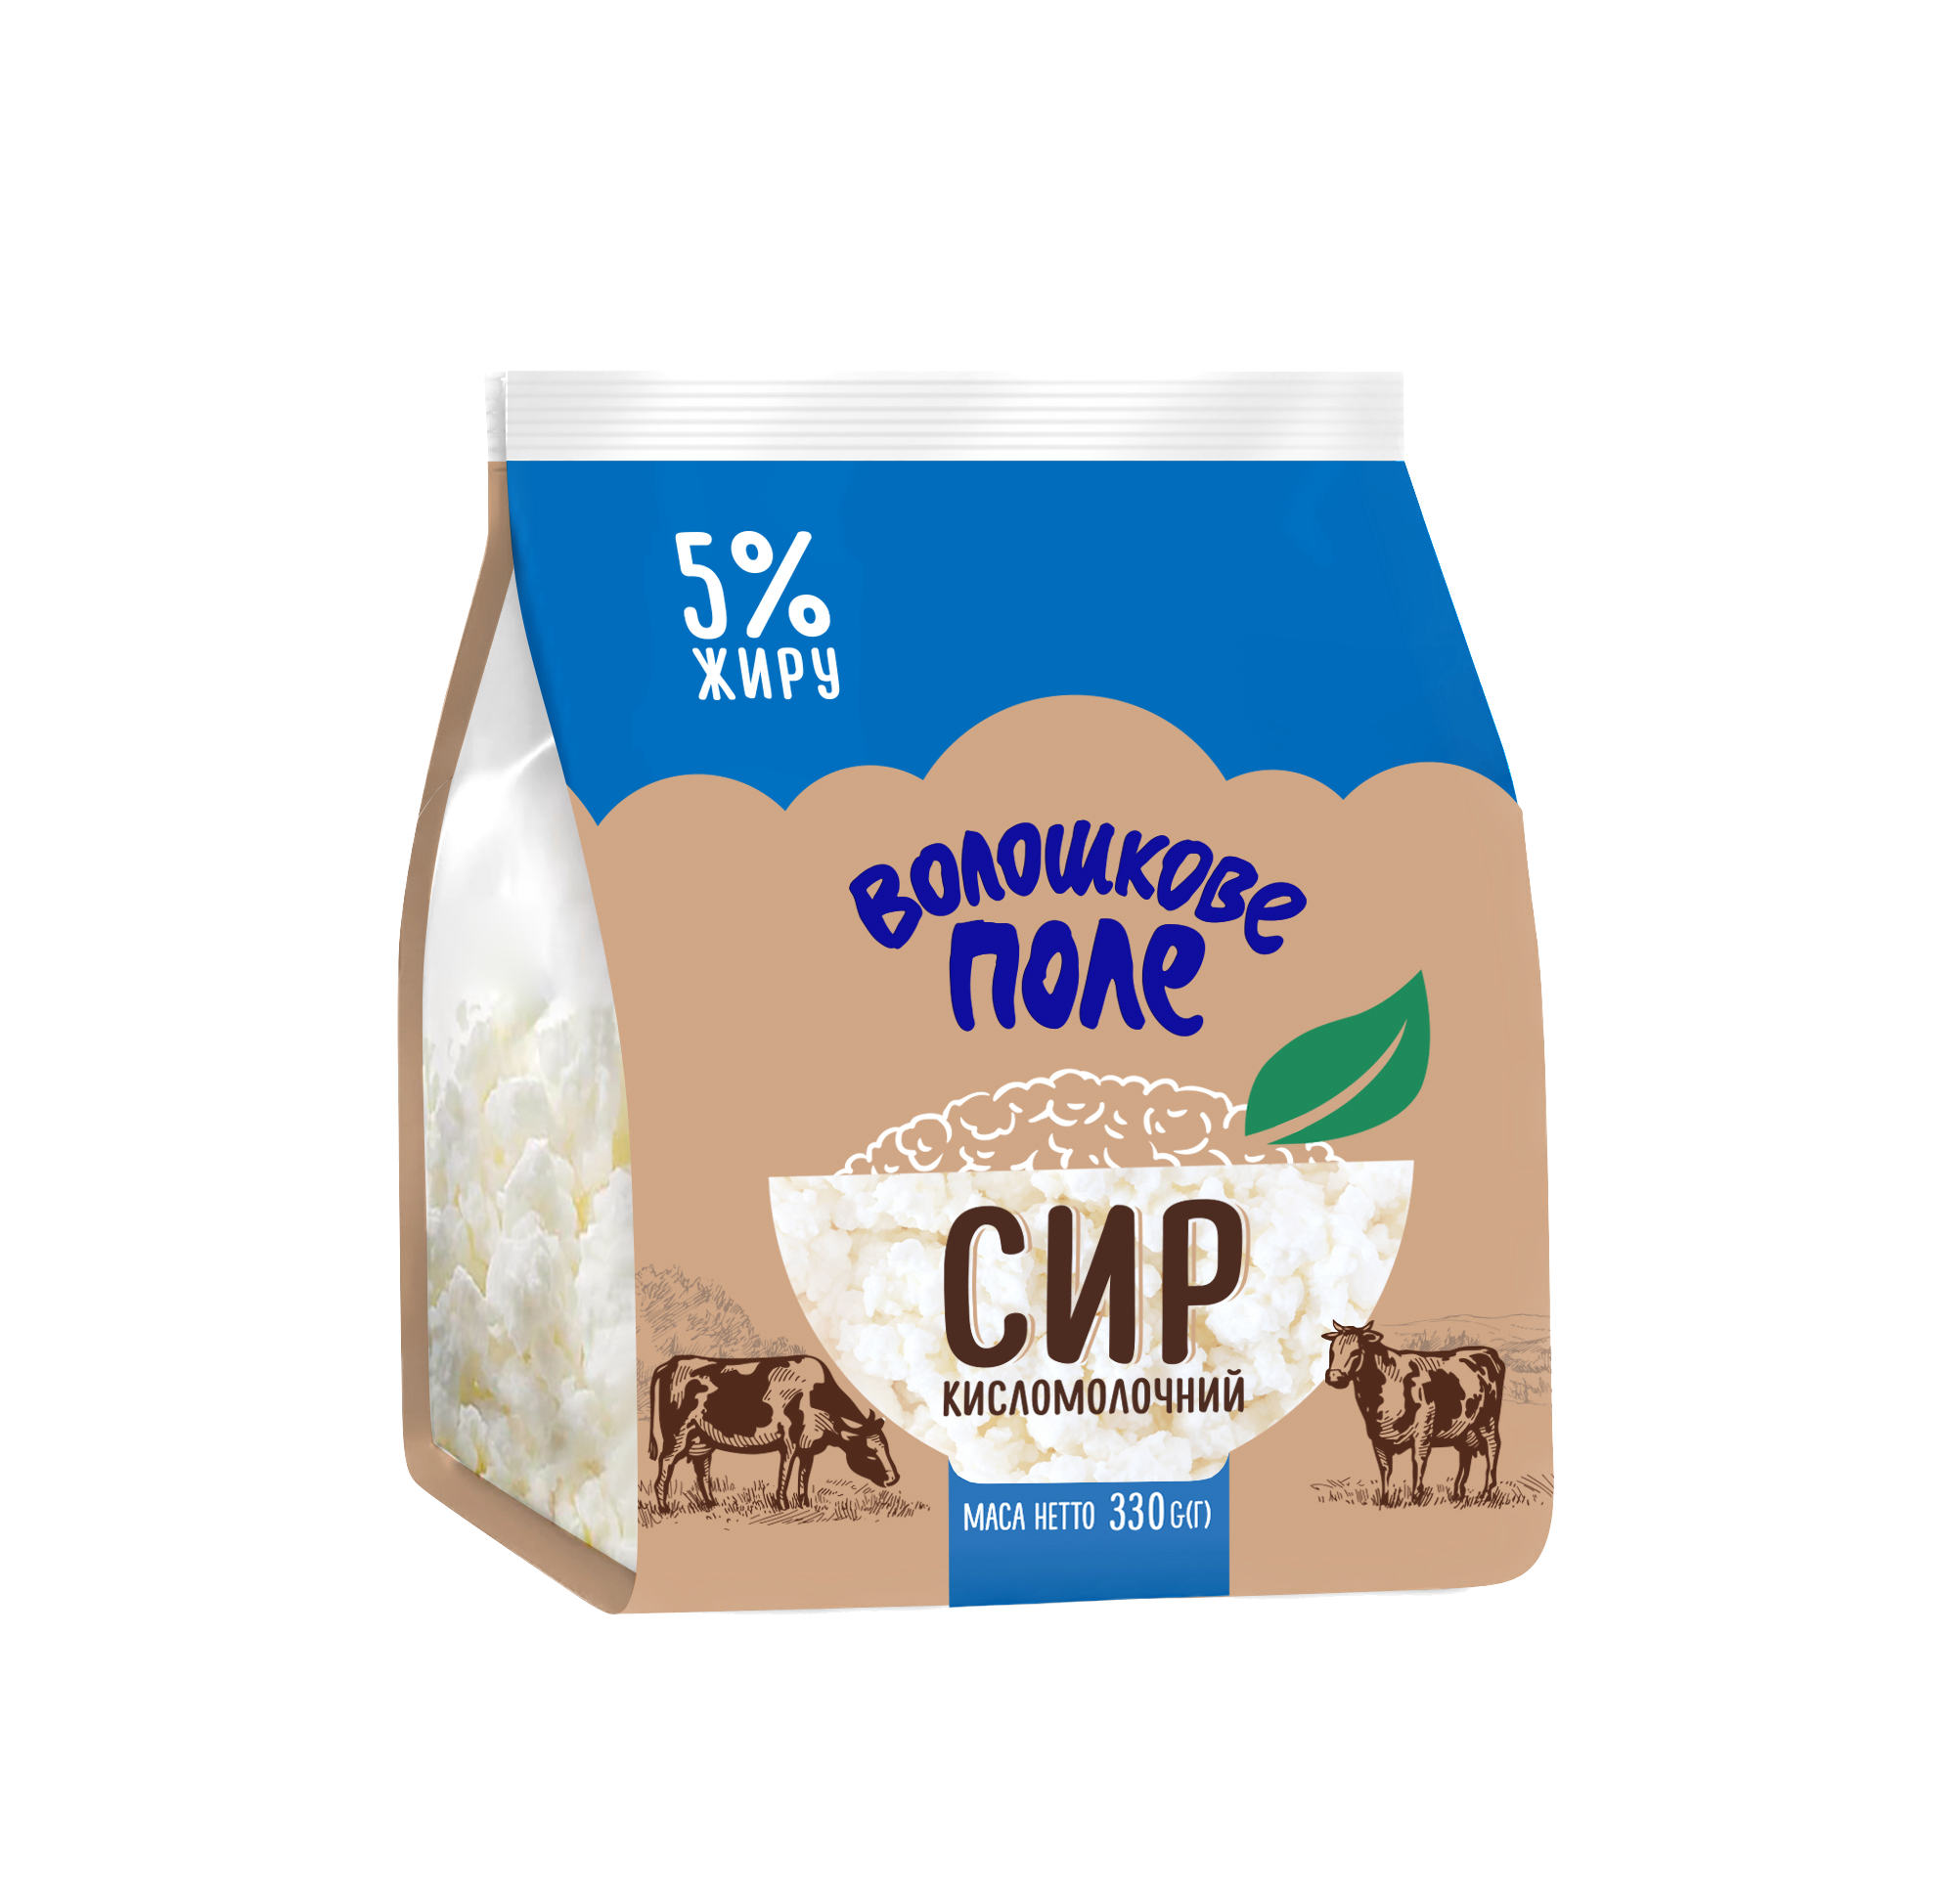 5%
ЖИРУ
ВОЛОШКОВЕ
ПОЛЕ
СИР
КИСЛОМОЛОЧНИЙ
МАСА НЕТТО 330 G(Г)